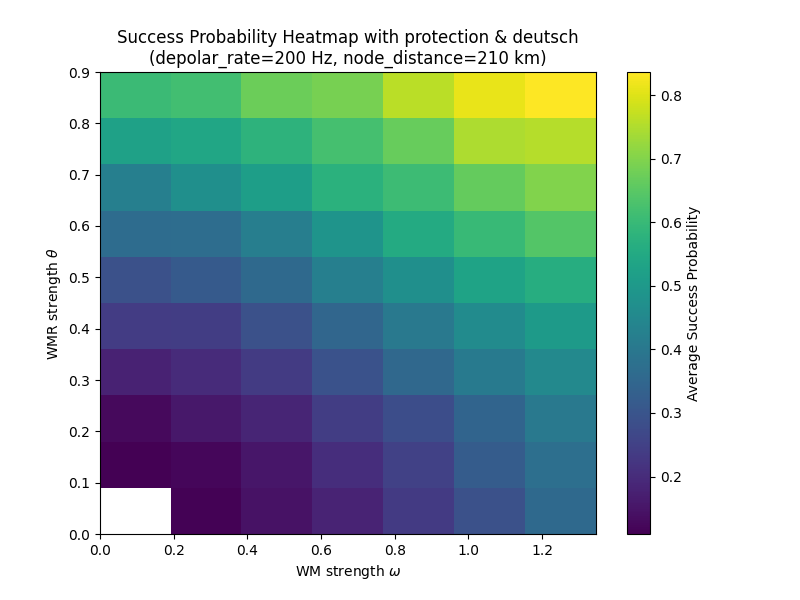 Success Probability Heatmap with protection & deutsch
(depolar_rate=200 Hz, node_distance=210 km)
0.9
0.8
0.7
0.6
0.5
0.4
0.3
0.2
0.1
0.0
WMR strength θ
0.0 0.2 0.4 0.6 0.8 1.0 1.2
WM strength ω
0.8
0.7
0.6
0.5
0.4
0.3
0.2
Average Success Probability